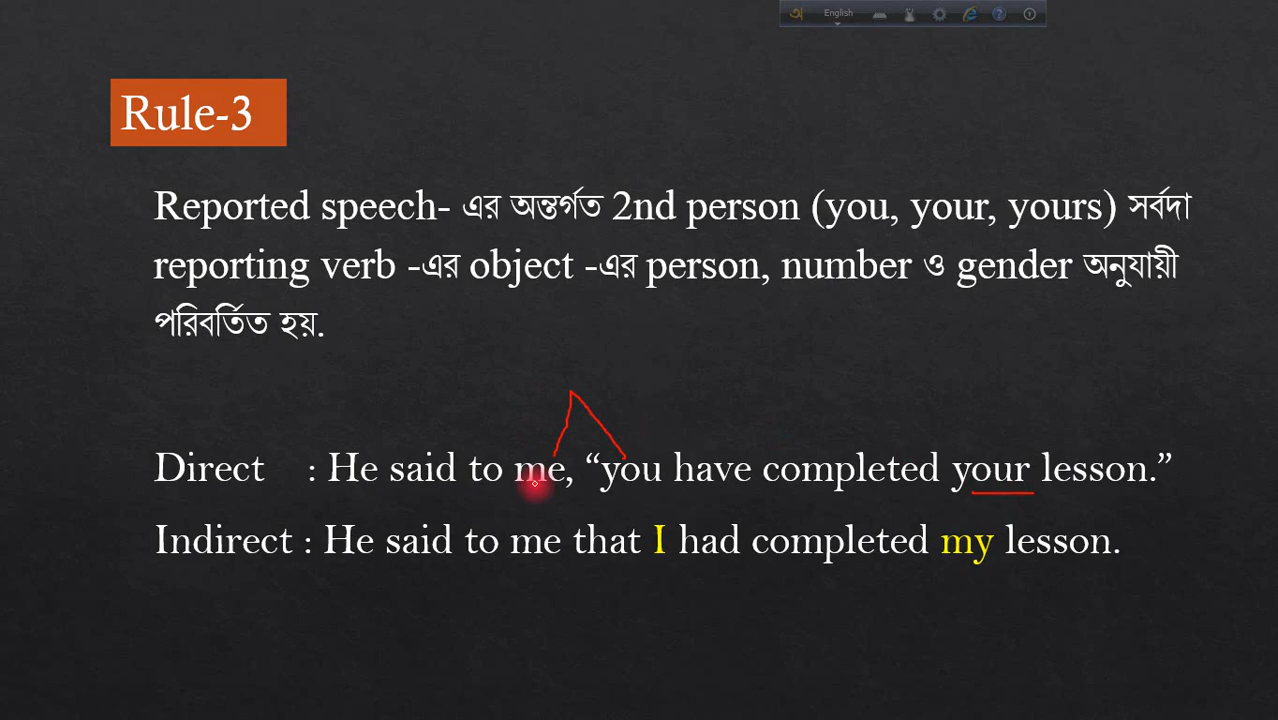 অ English
Rule-3
Reported speech- এর অন্তর্গত 2nd person (you, your, yours) সর্বদা
reporting verb -এর object -এর person, number ও gender অনুযায়ী
পরিবর্তিত হয়.
Direct : He said to me, “you have completed your lesson.”
Indirect : He said to me that I had completed my lesson.